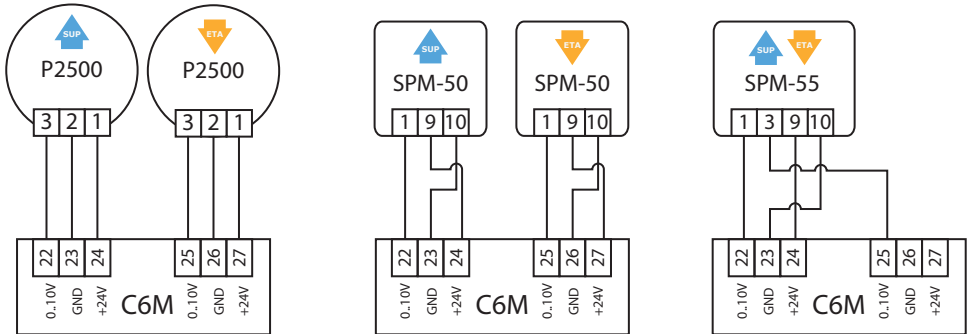 SUP
P2500
3 2 1
ETA
P2500
3 2 1
22 23 24 25 26 27
0..10V GND +24V C6M 0..10V GND +24V
SUP
SPM-50
1 9 10
ETA
SPM-50
1 9 10
22 23 24 25 26 27
0..10V GND +24V C6M 0..10V GND +24V
SUP ETA
SPM-55
1 3 9 10
22 23 24 25 26 27
0..10V GND +24V C6M 0..10V GND +24V